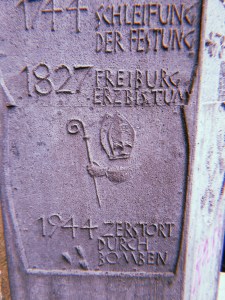 1744 SCHLEIFUNG
DER FESTUNG
1827 FREIBURG
ERZBISTUM
1944 ZERSTÖRT
DURCH
BOMBEN